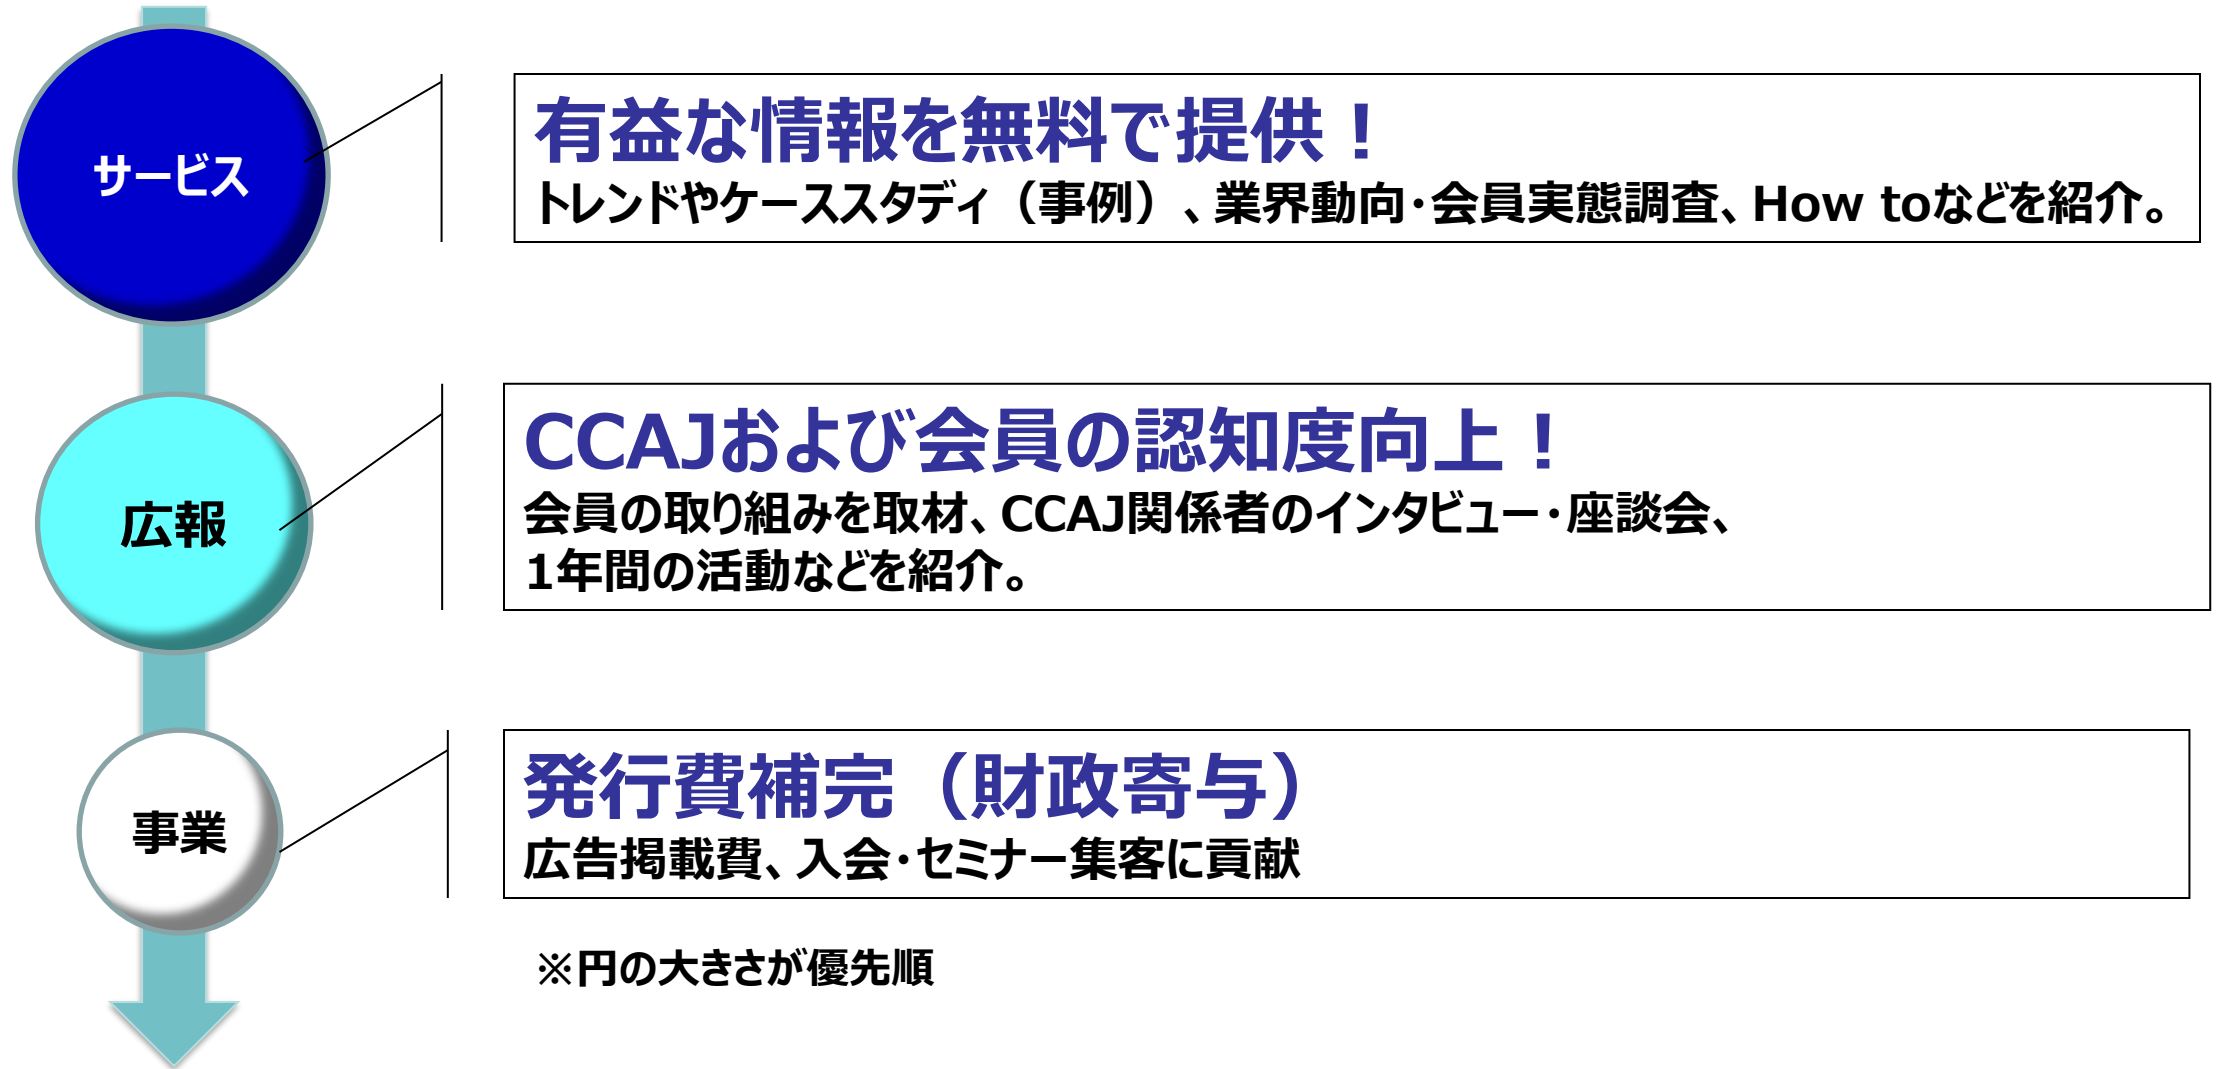 サービス
有益な情報を無料で提供！
トレンドやケーススタディ（事例）、業界動向・会員実態調査、How toなどを紹介。
広報
CCAJおよび会員の認知度向上！
会員の取り組みを取材、CCAJ関係者のインタビュー・座談会、
1年間の活動などを紹介。
事業
発行費補完（財政寄与）
広告掲載費、入会・セミナー集客に貢献
※円の大きさが優先順